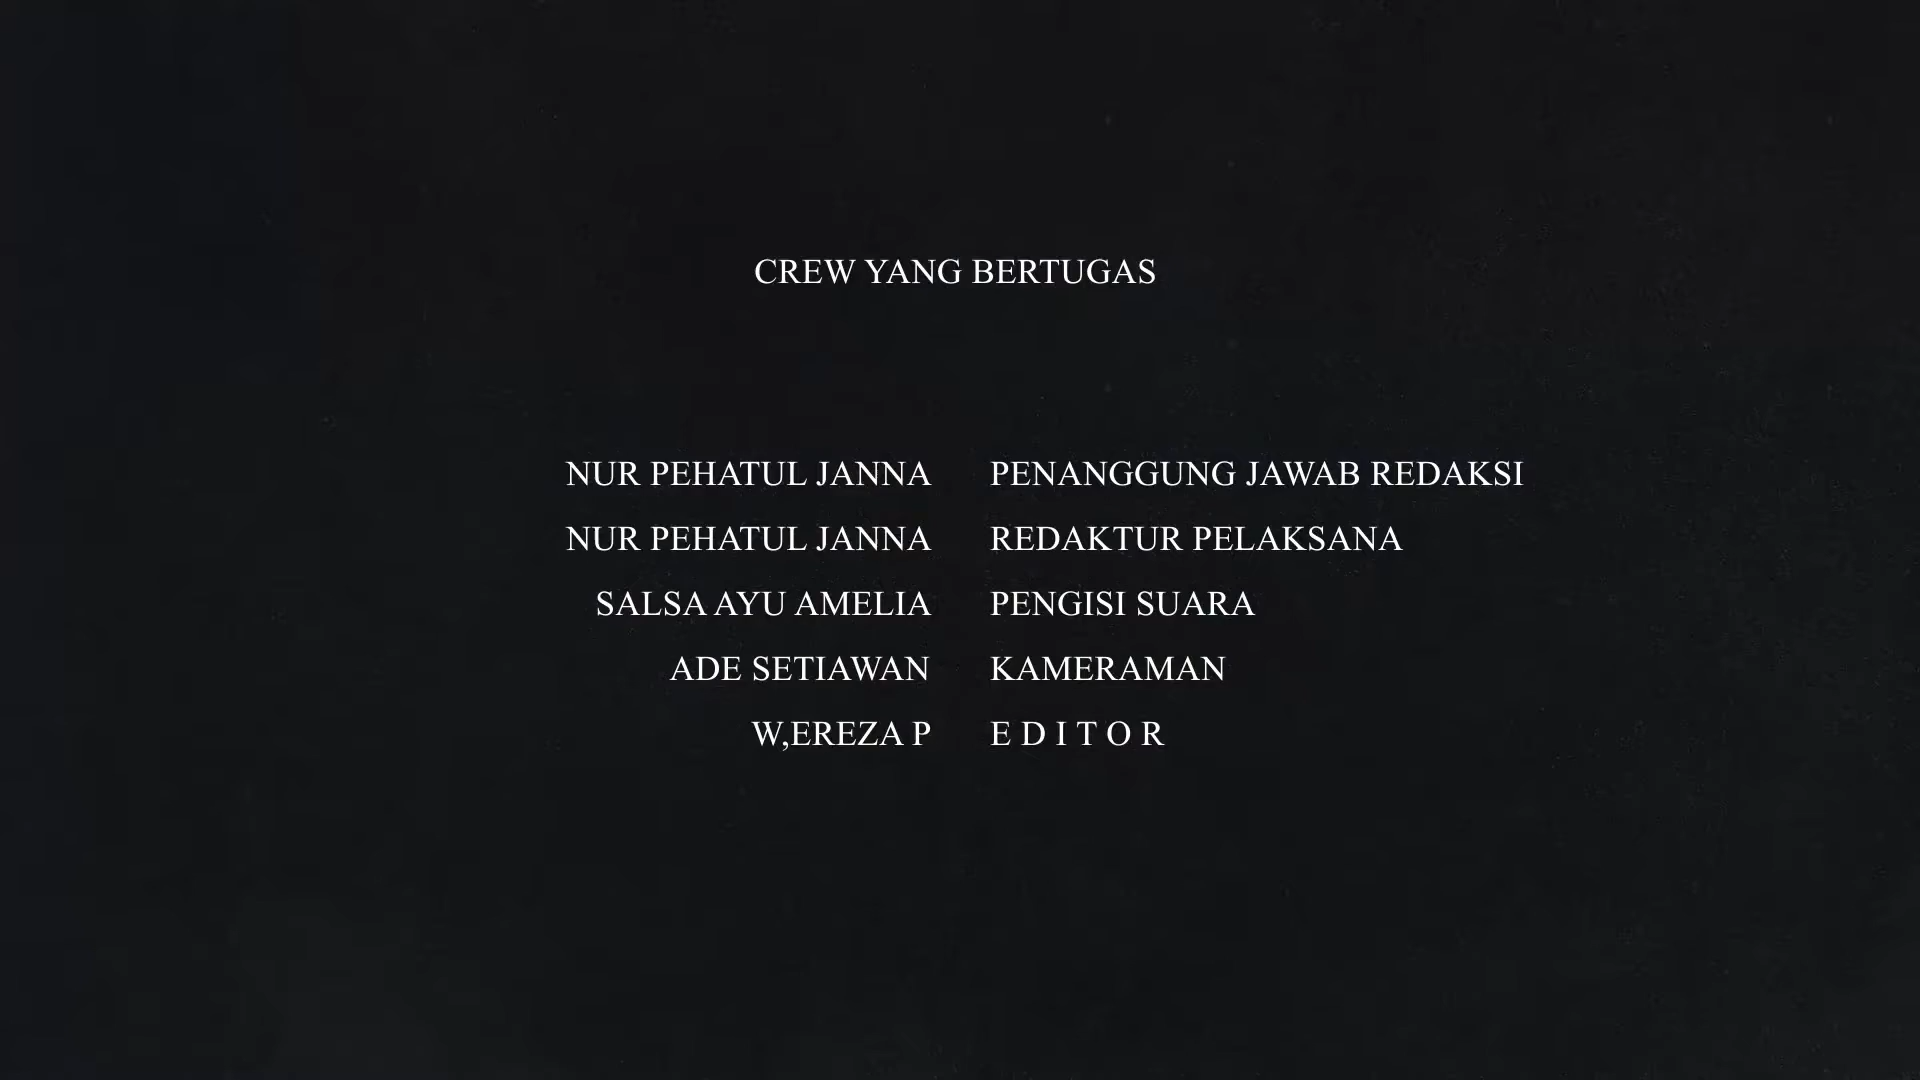 CREW YANG BERTUGAS
NUR PEHATUL JANNA PENANGGUNG JAWAB REDAKSI
NUR PEHATUL JANNA REDAKTUR PELAKSANA
SALSA AYU AMELIA PENGISI SUARA
ADE SETIAWAN KAMERAMAN
W,EREZA P E D I T O R